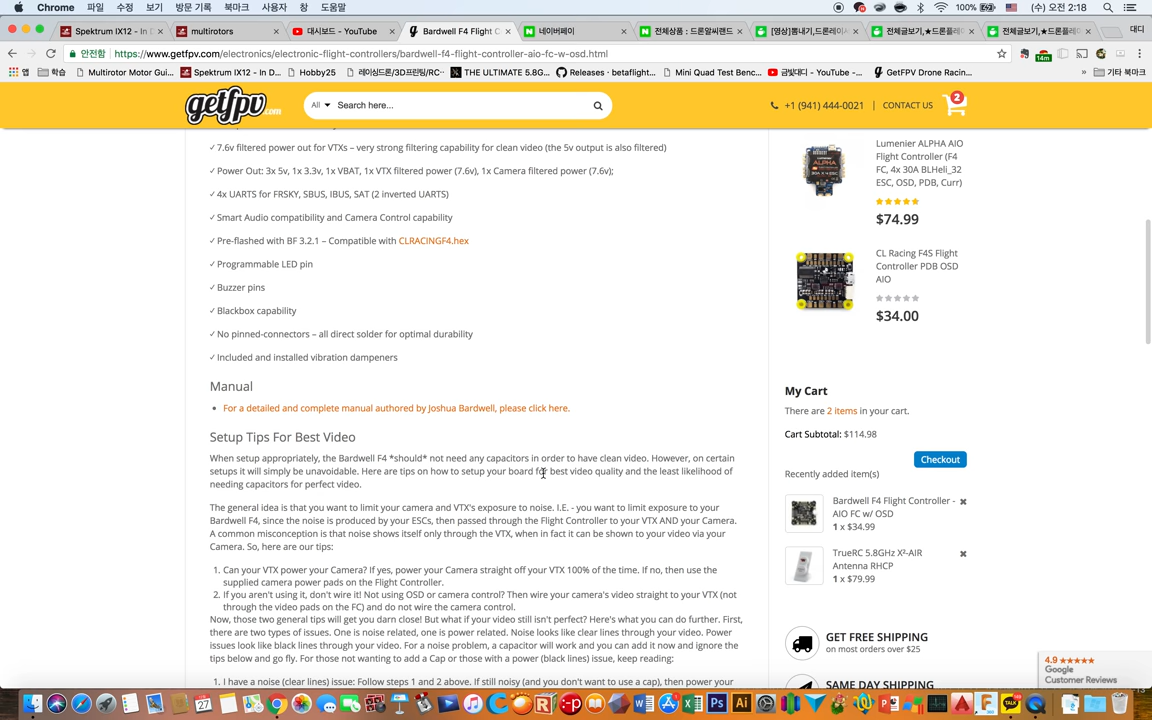 Chrome 파일 수정 보기 방문 기록 북마크 사용자 창 도움말 100% (수) 오후 2:18
Spektrum IX12 - In D multirotors 대시보드 - YouTube Bardwell F4 Flight C 네이버페이 전체상품 : 드론알씨랜드 [영상]뽐내기,드론레이시 전체글보기,★드론플레 전체글보기,★드론플레 대디
안전함 https://www.getfpv.com/electronics/electronic-flight-controllers/bardwell-f4-flight-controller-aio-fc-w-osd.html 14m
앱 학습 Multirotor Motor Gui... Spektrum IX12 - In D... Hobby25 레이싱드론/3D프린팅/RC... THE ULTIMATE 5.8G... Releases · betaflight... Mini Quad Test Benc... 금빛대디 - YouTube -... GetFPV Drone Racin... » 기타 북마크
getfpv.com All Search here... +1 (941) 444-0021 | CONTACT US 2
✓ 7.6v filtered power out for VTXs – very strong filtering capability for clean video (the 5v output is also filtered)
✓ Power Out: 3x 5v, 1x 3.3v, 1x VBAT, 1x VTX filtered power (7.6v), 1x Camera filtered power (7.6v);
✓ 4x UARTS for FRSKY, SBUS, IBUS, SAT (2 inverted UARTS)
✓ Smart Audio compatibility and Camera Control capability
✓ Pre-flashed with BF 3.2.1 – Compatible with CLRACINGF4.hex
✓ Programmable LED pin
✓ Buzzer pins
✓ Blackbox capability
✓ No pinned-connectors – all direct solder for optimal durability
✓ Included and installed vibration dampeners
Manual
• For a detailed and complete manual authored by Joshua Bardwell, please click here.
Setup Tips For Best Video
When setup appropriately, the Bardwell F4 *should* not need any capacitors in order to have clean video. However, on certain
setups it will simply be unavoidable. Here are tips on how to setup your board for best video quality and the least likelihood of
needing capacitors for perfect video.
The general idea is that you want to limit your camera and VTX's exposure to noise. I.E. - you want to limit exposure to your
Bardwell F4, since the noise is produced by your ESCs, then passed through the Flight Controller to your VTX AND your Camera.
A common misconception is that noise shows itself only through the VTX, when in fact it can be shown to your video via your
Camera. So, here are our tips:
1. Can your VTX power your Camera? If yes, power your Camera straight off your VTX 100% of the time. If no, then use the
supplied camera power pads on the Flight Controller.
2. If you aren't using it, don't wire it! Not using OSD or camera control? Then wire your camera's video straight to your VTX (not
through the video pads on the FC) and do not wire the camera control.
Now, those two general tips will get you darn close! But what if your video still isn't perfect? Here's what you can do further. First,
there are two types of issues. One is noise related, one is power related. Noise looks like clear lines through your video. Power
issues look like black lines through your video. For a noise problem, a capacitor will work and you can add it now and ignore the
tips below and go fly. For those not wanting to add a Cap or those with a power (black lines) issue, keep reading:
1. I have a noise (clear lines) issue: Follow steps 1 and 2 above. If still noisy (and you don't want to use a cap), then power your
Lumenier ALPHA AIO
Flight Controller (F4
FC, 4x 30A BLHeli_32
ESC, OSD, PDB, Curr)
$74.99
CL Racing F4S Flight
Controller PDB OSD
AIO
$34.00
My Cart
There are 2 items in your cart.
Cart Subtotal: $114.98
Checkout
Recently added item(s)
Bardwell F4 Flight Controller -
AIO FC w/ OSD
1 x $34.99
TrueRC 5.8GHz X²-AIR
Antenna RHCP
1 x $79.99
GET FREE SHIPPING
on most orders over $25
SAME DAY SHIPPING
4.9 ★★★★★
Google
Customer Reviews